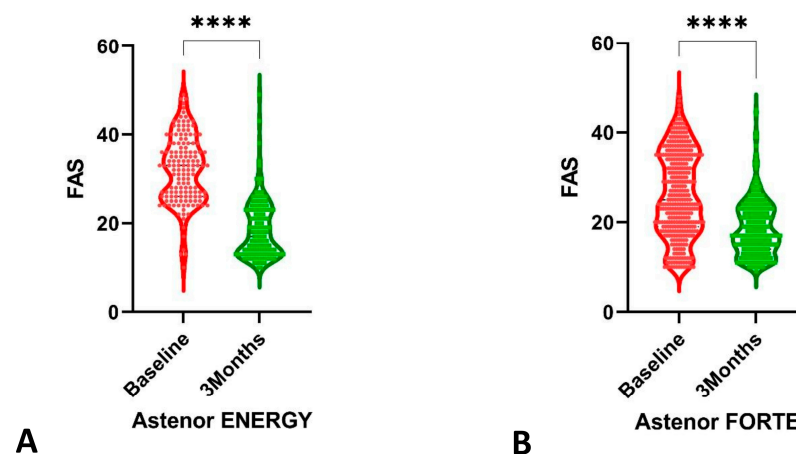 ****
60
40
20
0
FAS
Baseline
3Months
Astenor ENERGY
A
****
60
40
20
0
FAS
Baseline
3Months
Astenor FORTE
B